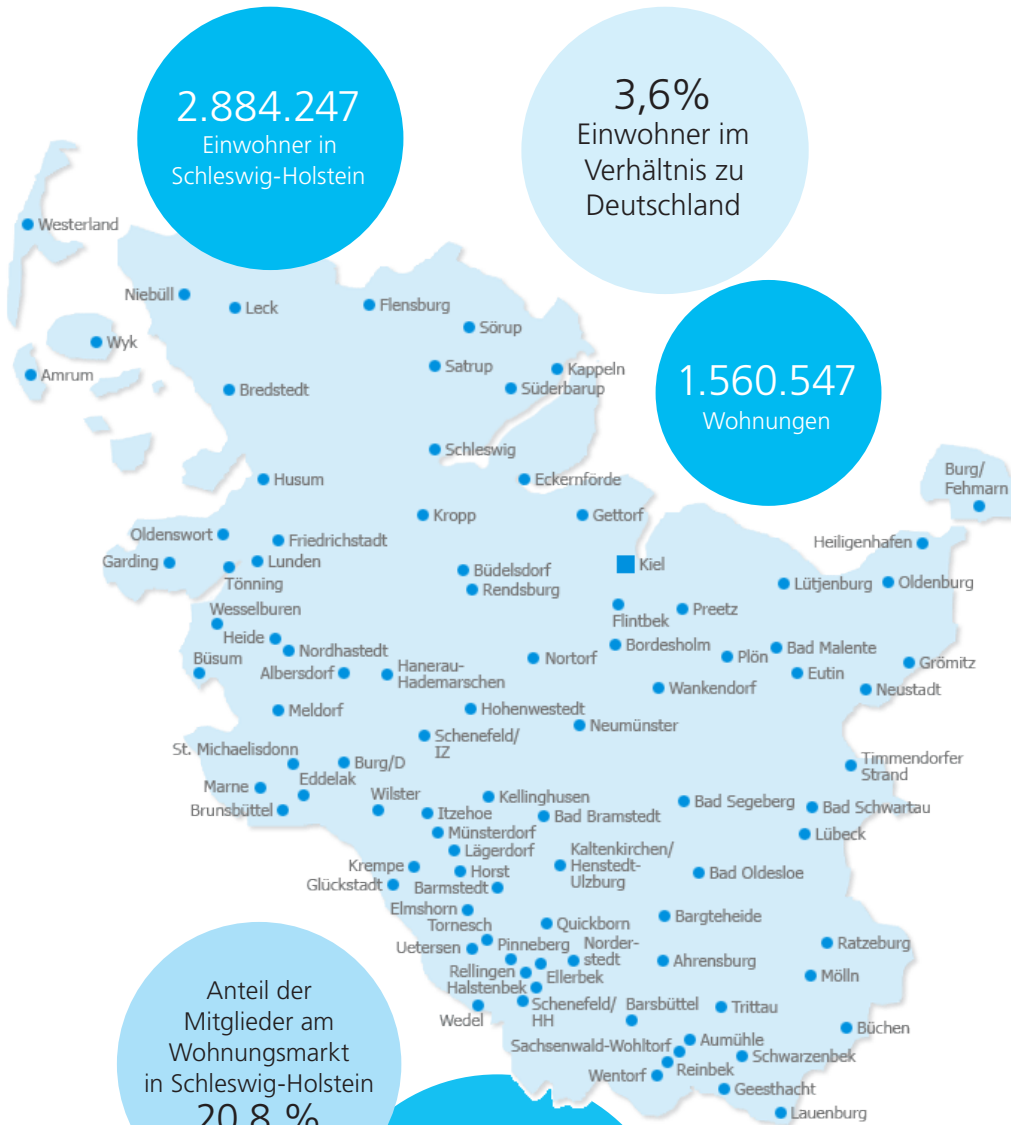 2.884.247
Einwohner in
Schleswig-Holstein
3,6%
Einwohner im
Verhältnis zu
Deutschland
Westerland
Niebüll
Leck
Flensburg
Sörup
Wyk
Amrum
Satrup
Kappeln
Bredstedt
Süderbarup
1.560.547
Wohnungen
Schleswig
Husum
Eckernförde
Burg/
Fehmarn
Kropp
Gettorf
Oldenswort
Friedrichstadt
Heiligenhafen
Garding
Lunden
Tönning
Büdelsdorf
Kiel
Rendsburg
Lütjenburg
Oldenburg
Wesselburen
Flintbek
Preetz
Heide
Nordhastedt
Bordesholm
Bad Malente
Büsum
Albersdorf
Hanerau-
Hademarschen
Nortorf
Plön
Eutin
Grömitz
Wankendorf
Neustadt
Meldorf
Hohenwestedt
Neumünster
Schenefeld/
IZ
St. Michaelisdonn
Burg/D
Timmendorfer
Strand
Marne
Eddelak
Brunsbüttel
Wilster
Kellinghusen
Itzehoe
Bad Bramstedt
Bad Segeberg
Bad Schwartau
Münsterdorf
Lübeck
Lägerdorf
Kaltenkirchen/
Henstedt-
Ulzburg
Krempe
Horst
Bad Oldesloe
Glückstadt
Barmstedt
Elmshorn
Tornesch
Quickborn
Bargteheide
Uetersen
Pinneberg
Norder-
stedt
Ratzeburg
Rellingen
Ellerbek
Ahrensburg
Halstenbek
Mölln
Wedel
Schenefeld/
HH
Barsbüttel
Trittau
Büchen
Sachsenwald-Wohltorf
Aumühle
Schwarzenbek
Wentorf
Reinbek
Geesthacht
Lauenburg
Anteil der
Mitglieder am
Wohnungsmarkt
in Schleswig-Holstein
20,8 %